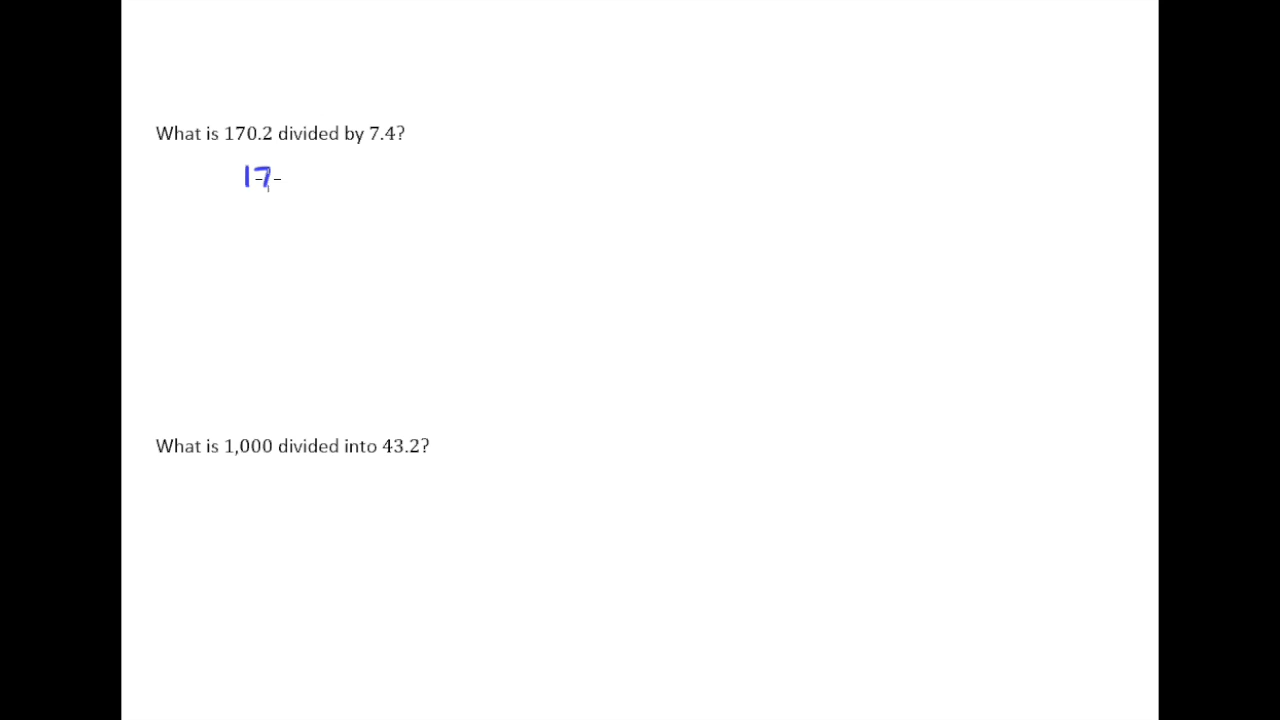 What is 170.2 divided by 7.4?
17
What is 1,000 divided into 43.2?